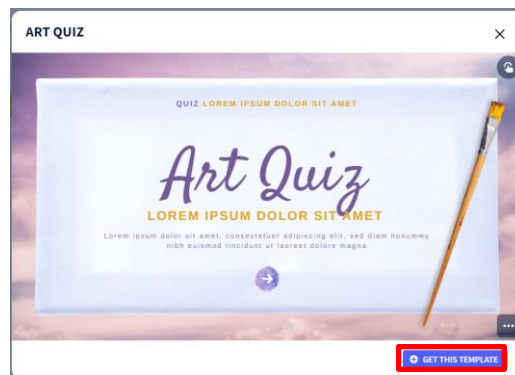 ART QUIZ
QUIZ LOREM IPSUM DOLOR SIT AMET
Art Quiz
LOREM IPSUM DOLOR SIT AMET
Lorem ipsum dolor sit amet, consectetuer adipiscing elit, sed diam nonummy
nibh euismod tincidunt ut laoreet dolore magna
GET THIS TEMPLATE